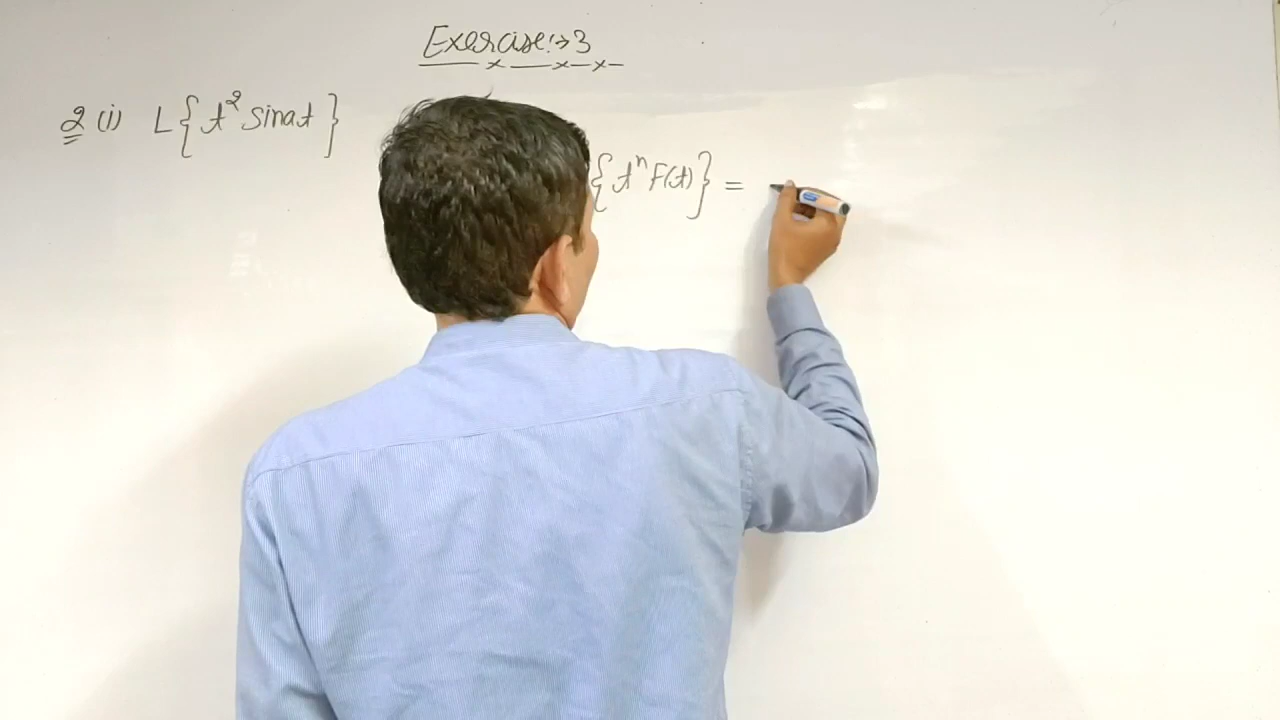 Exercise:→3
2 (i) L{t² sinat}
{tⁿ F(t)} =